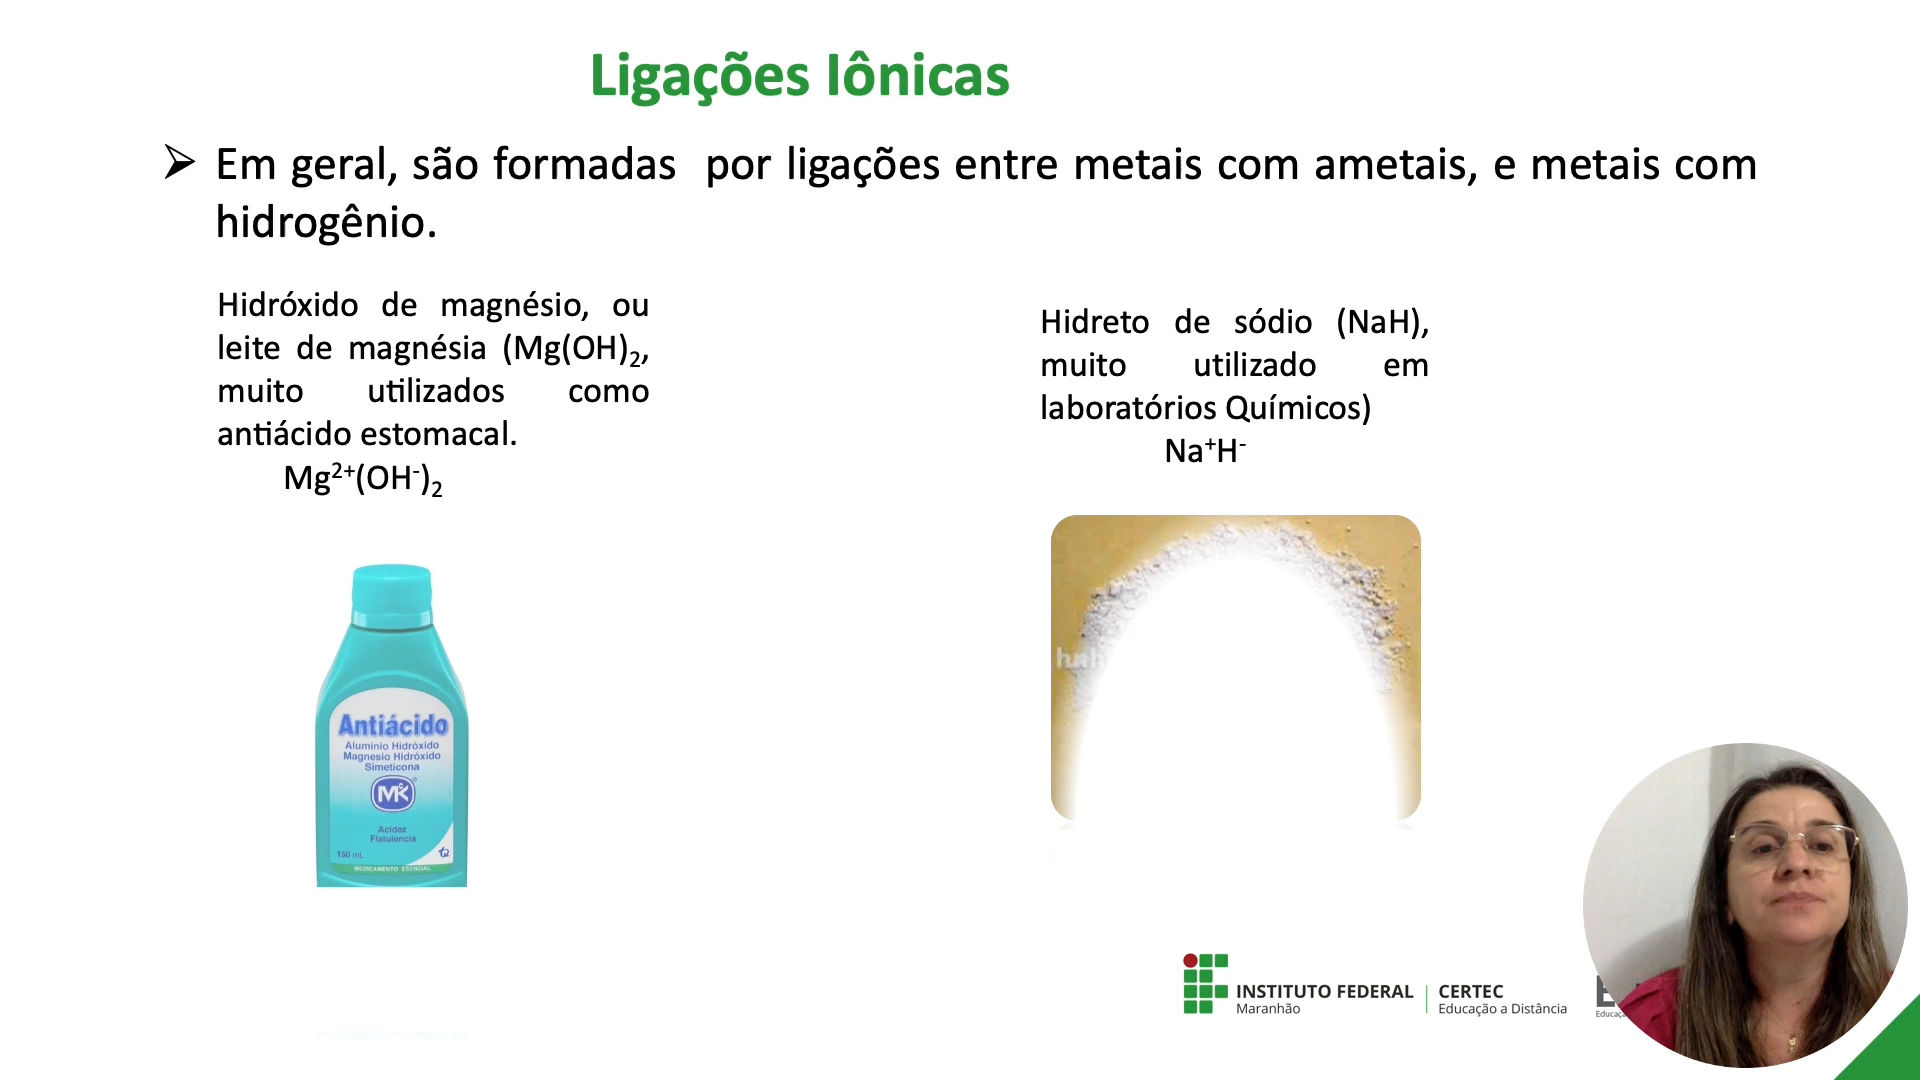 Ligações Iônicas
➢ Em geral, são formadas por ligações entre metais com ametais, e metais com
hidrogênio.
Hidróxido de magnésio, ou
leite de magnésia (Mg(OH)₂,
muito utilizados como
antiácido estomacal.
Mg²⁺(OH⁻)₂
Hidreto de sódio (NaH),
muito utilizado em
laboratórios Químicos)
Na⁺H⁻
Antiácido
Aluminio Hidróxido
Magnesio Hidróxido
Simeticona
MK
Acidez
Flatulencia
150 mL
MEDICAMENTO ESENCIAL
INSTITUTO FEDERAL
Maranhão
CERTEC
Educação a Distância